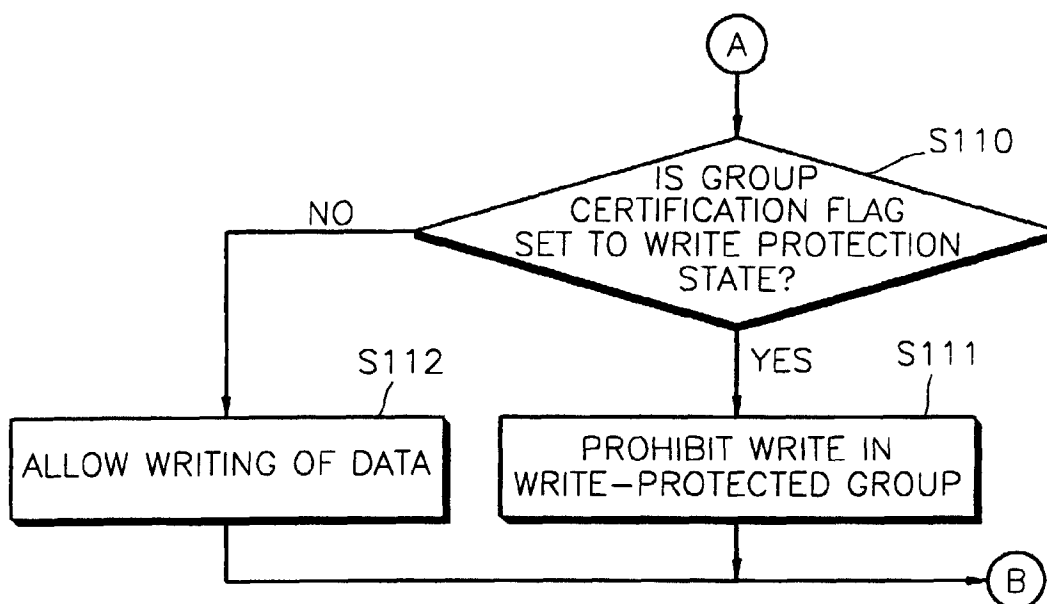 A
S110
IS GROUP
CERTIFICATION FLAG
SET TO WRITE PROTECTION
STATE?
NO
YES
S112
S111
ALLOW WRITING OF DATA
PROHIBIT WRITE IN
WRITE-PROTECTED GROUP
B